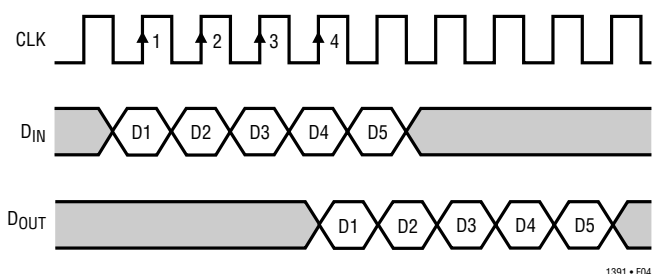 CLK 1 2 3 4
DIN D1 D2 D3 D4 D5
DOUT D1 D2 D3 D4 D5
1391 • F04